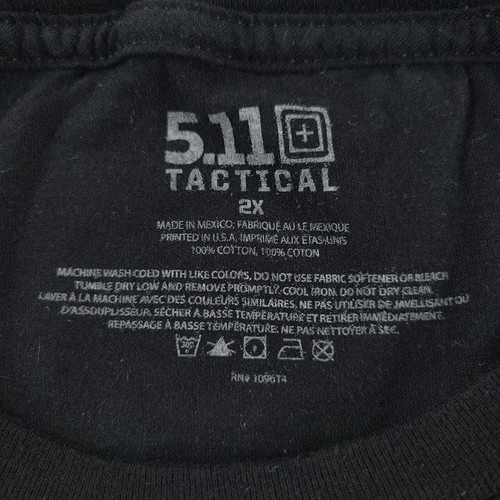 5.11
TACTICAL
2X
MADE IN MEXICO; FABRIQUÉ AU LE MEXIQUE
PRINTED IN U.S.A, IMPRIMÉ AUX ÉTAS-UNIS
100% COTTON, 100% COTON
MACHINE WASH COLD WITH LIKE COLORS, DO NOT USE FABRIC SOFTENER OR BLEACH
TUMBLE DRY LOW AND REMOVE PROMPTLY. COOL IRON. DO NOT DRY CLEAN.
LAVER À LA MACHINE AVEC DES COULEURS SIMILAIRES, NE PAS UTILISER DE JAVELLISANT OU
D'ASSOUPLISSEUR, SÉCHER À BASSE TEMPÉRATURE ET RETIRER IMMÉDIATEMENT.
REPASSAGE À BASSE TEMPÉRATURE: NE PAS NETTOYER À SEC.
30°
RN# 109614